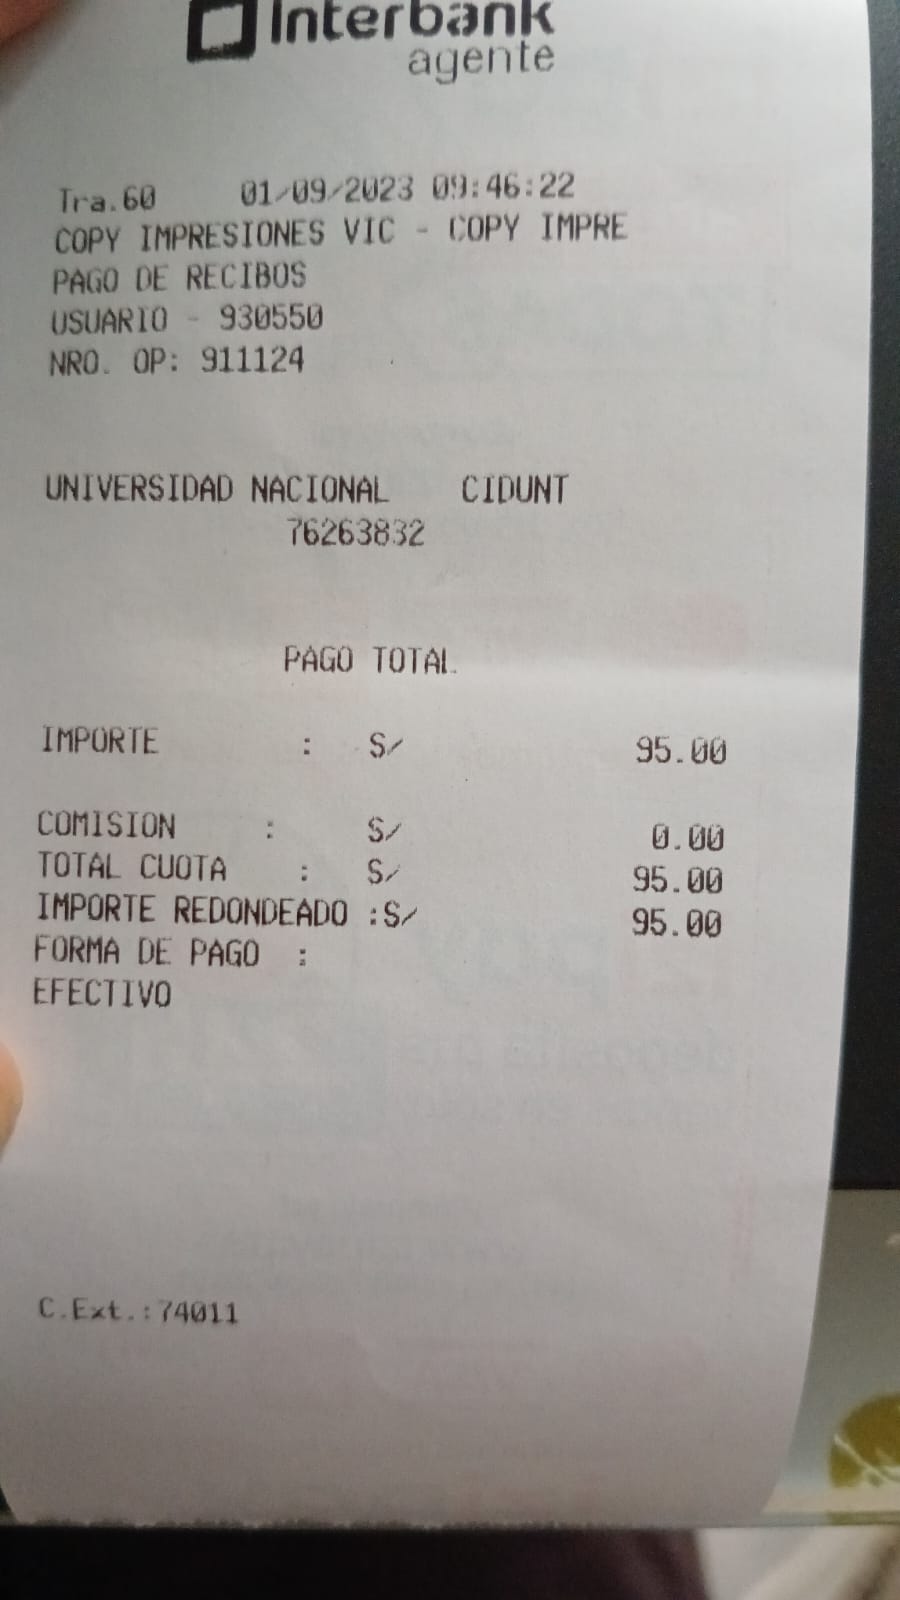 Interbank
agente
Tra.60 01/09/2023 09:46:22
COPY IMPRESIONES VIC - COPY IMPRE
PAGO DE RECIBOS
USUARIO - 930550
NRO. OP: 911124
UNIVERSIDAD NACIONAL CIDUNT
76263832
PAGO TOTAL
IMPORTE : S/ 95.00
COMISION : S/ 0.00
TOTAL CUOTA : S/ 95.00
IMPORTE REDONDEADO :S/ 95.00
FORMA DE PAGO :
EFECTIVO
C.Ext.:74011